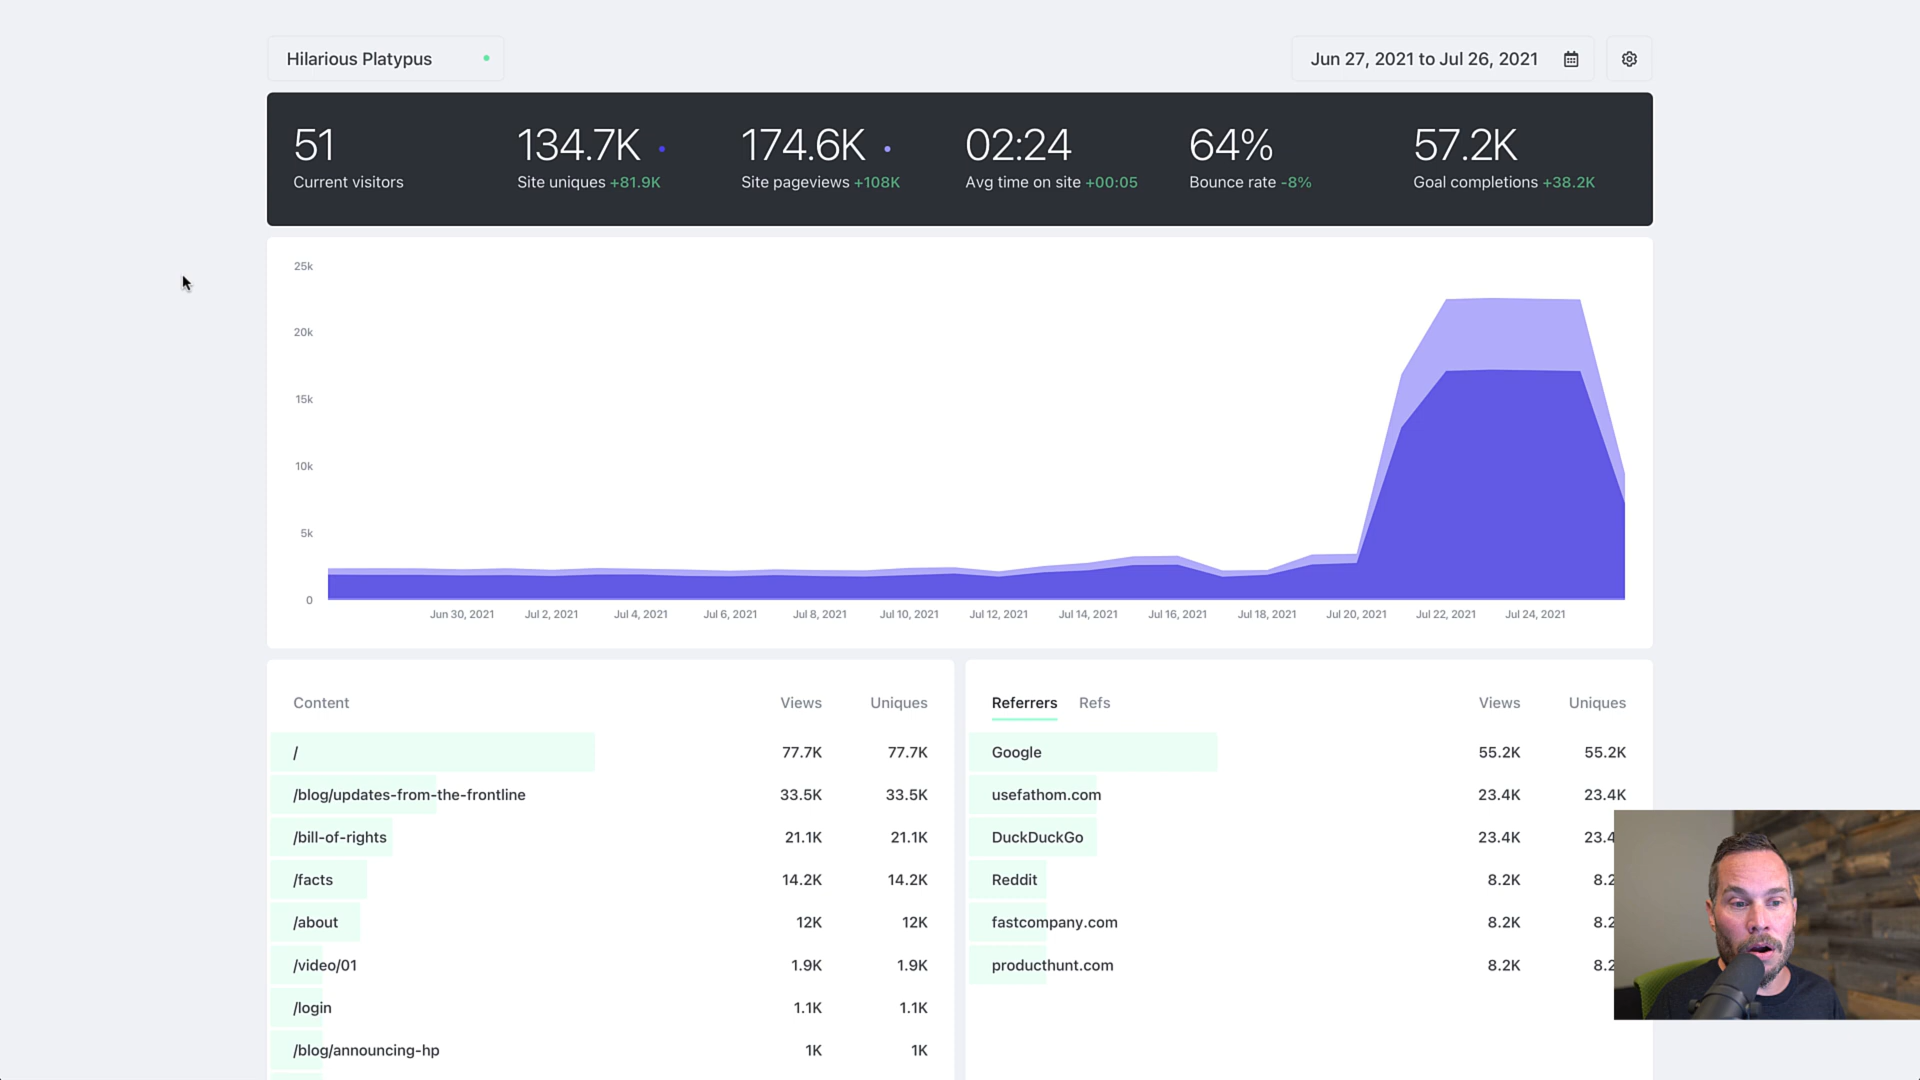 Hilarious Platypus
Jun 27, 2021 to Jul 26, 2021
51
Current visitors
134.7K
Site uniques +81.9K
174.6K
Site pageviews +108K
02:24
Avg time on site +00:05
64%
Bounce rate -8%
57.2K
Goal completions +38.2K
25k
20k
15k
10k
5k
0
Jun 30, 2021 Jul 2, 2021 Jul 4, 2021 Jul 6, 2021 Jul 8, 2021 Jul 10, 2021 Jul 12, 2021 Jul 14, 2021 Jul 16, 2021 Jul 18, 2021 Jul 20, 2021 Jul 22, 2021 Jul 24, 2021
Content Views Uniques
/ 77.7K 77.7K
/blog/updates-from-the-frontline 33.5K 33.5K
/bill-of-rights 21.1K 21.1K
/facts 14.2K 14.2K
/about 12K 12K
/video/01 1.9K 1.9K
/login 1.1K 1.1K
/blog/announcing-hp 1K 1K
Referrers Refs Views Uniques
Google 55.2K 55.2K
usefathom.com 23.4K 23.4K
DuckDuckGo 23.4K 23.4
Reddit 8.2K 8.2
fastcompany.com 8.2K 8.2
producthunt.com 8.2K 8.2